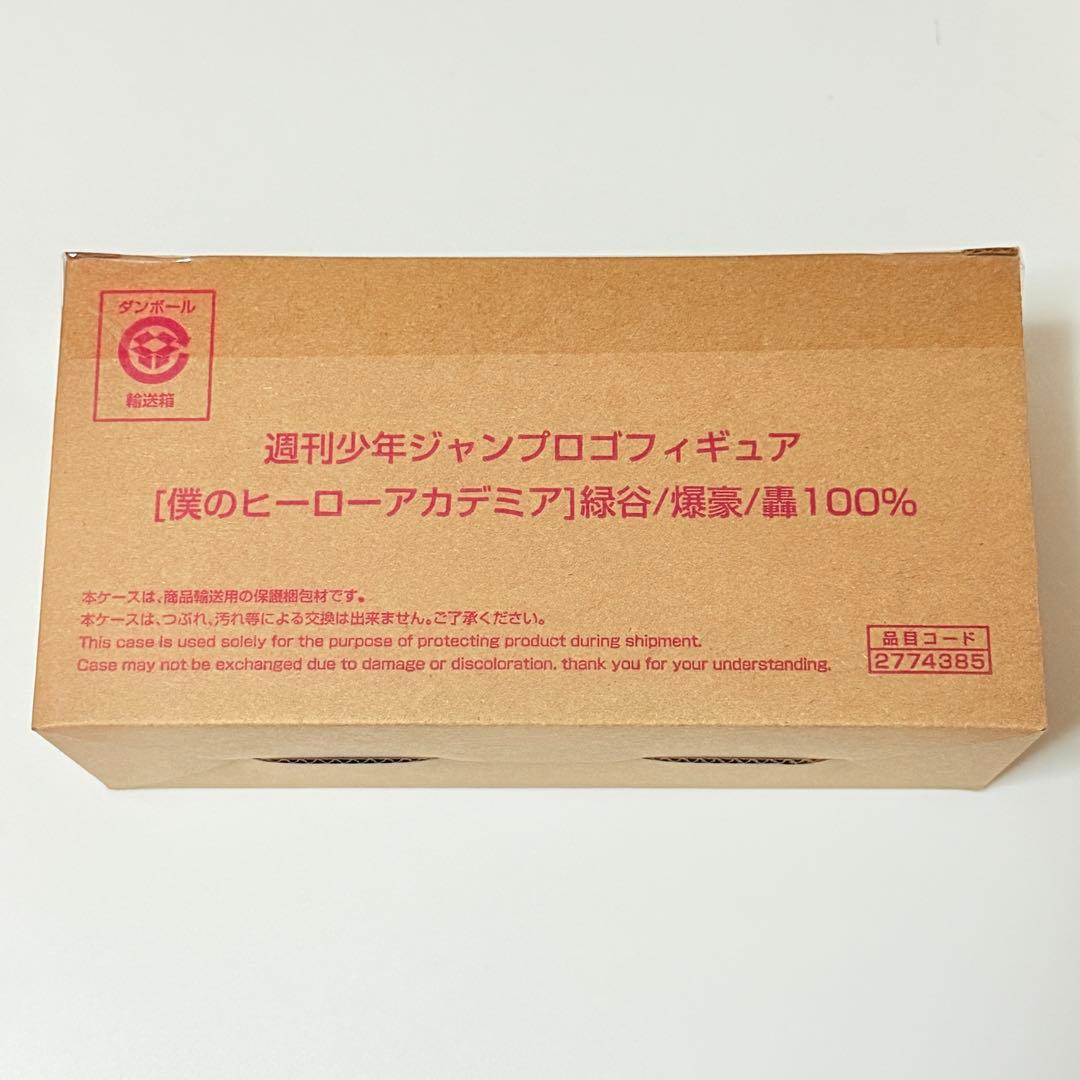 ダンボール
輸送箱
週刊少年ジャンプロゴフィギュア
[僕のヒーローアカデミア]緑谷/爆豪/轟100%
本ケースは、商品輸送用の保護梱包材です。
本ケースは、つぶれ、汚れ等による交換は出来ません。ご了承ください。
This case is used solely for the purpose of protecting product during shipment.
Case may not be exchanged due to damage or discoloration. thank you for your understanding.
品目コード
2774385